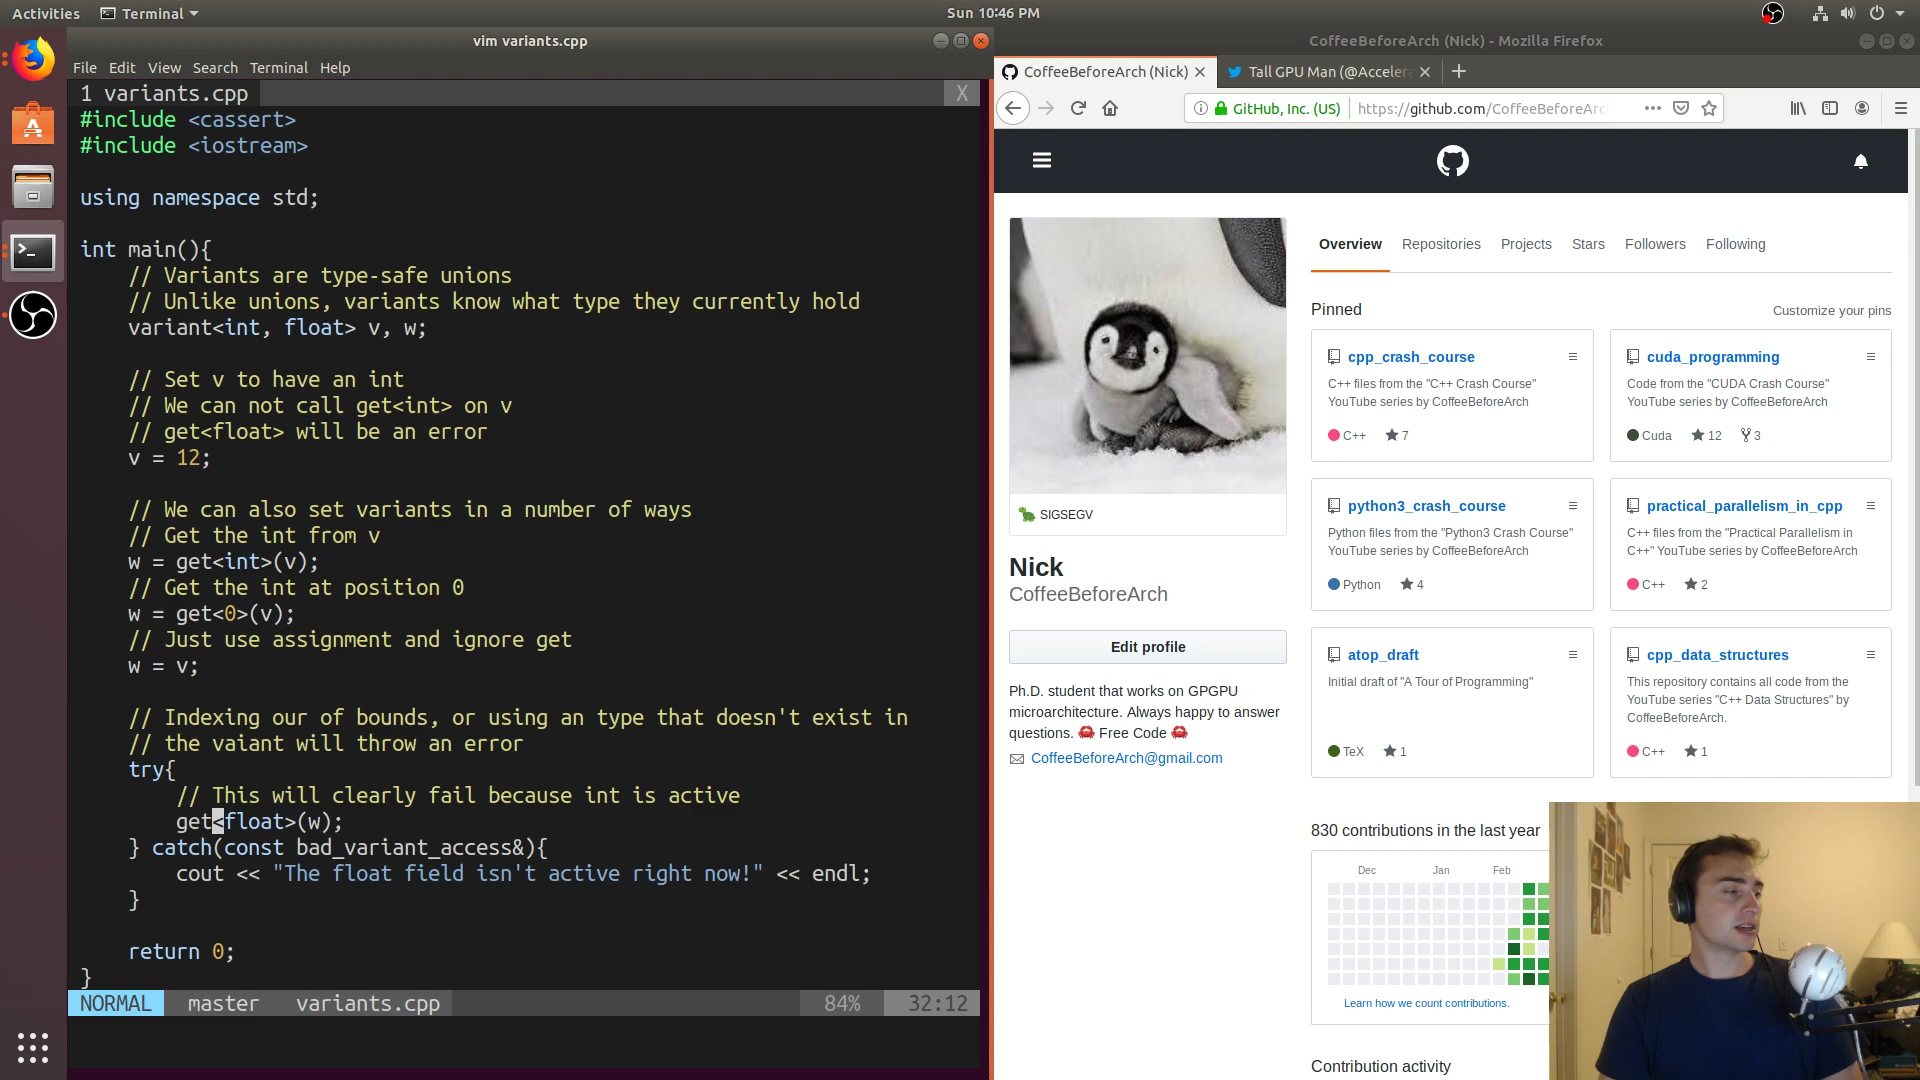 Activities
Terminal
Sun 10:46 PM
vim variants.cpp
File Edit View Search Terminal Help
1 variants.cpp X
#include <cassert>
#include <iostream>
using namespace std;
int main(){
// Variants are type-safe unions
// Unlike unions, variants know what type they currently hold
variant<int, float> v, w;
// Set v to have an int
// We can not call get<int> on v
// get<float> will be an error
v = 12;
// We can also set variants in a number of ways
// Get the int from v
w = get<int>(v);
// Get the int at position 0
w = get<0>(v);
// Just use assignment and ignore get
w = v;
// Indexing our of bounds, or using an type that doesn't exist in
// the vaiant will throw an error
try{
// This will clearly fail because int is active
get<float>(w);
} catch(const bad_variant_access&){
cout << "The float field isn't active right now!" << endl;
}
return 0;
}
NORMAL master variants.cpp 84% 32:12
CoffeeBeforeArch (Nick) - Mozilla Firefox
CoffeeBeforeArch (Nick)
Tall GPU Man (@Acceler
GitHub, Inc. (US)
https://github.com/CoffeeBeforeArc
Overview Repositories Projects Stars Followers Following
SIGSEGV
Nick
CoffeeBeforeArch
Edit profile
Ph.D. student that works on GPGPU
microarchitecture. Always happy to answer
questions. 🦀 Free Code 🦀
CoffeeBeforeArch@gmail.com
Pinned
Customize your pins
cpp_crash_course
C++ files from the "C++ Crash Course"
YouTube series by CoffeeBeforeArch
C++ 7
cuda_programming
Code from the "CUDA Crash Course"
YouTube series by CoffeeBeforeArch
Cuda 12 3
python3_crash_course
Python files from the "Python3 Crash Course"
YouTube series by CoffeeBeforeArch
Python 4
practical_parallelism_in_cpp
C++ files from the "Practical Parallelism in
C++" YouTube series by CoffeeBeforeArch
C++ 2
atop_draft
Initial draft of "A Tour of Programming"
TeX 1
cpp_data_structures
This repository contains all code from the
YouTube series "C++ Data Structures" by
CoffeeBeforeArch.
C++ 1
830 contributions in the last year
Dec Jan Feb
Learn how we count contributions.
Contribution activity